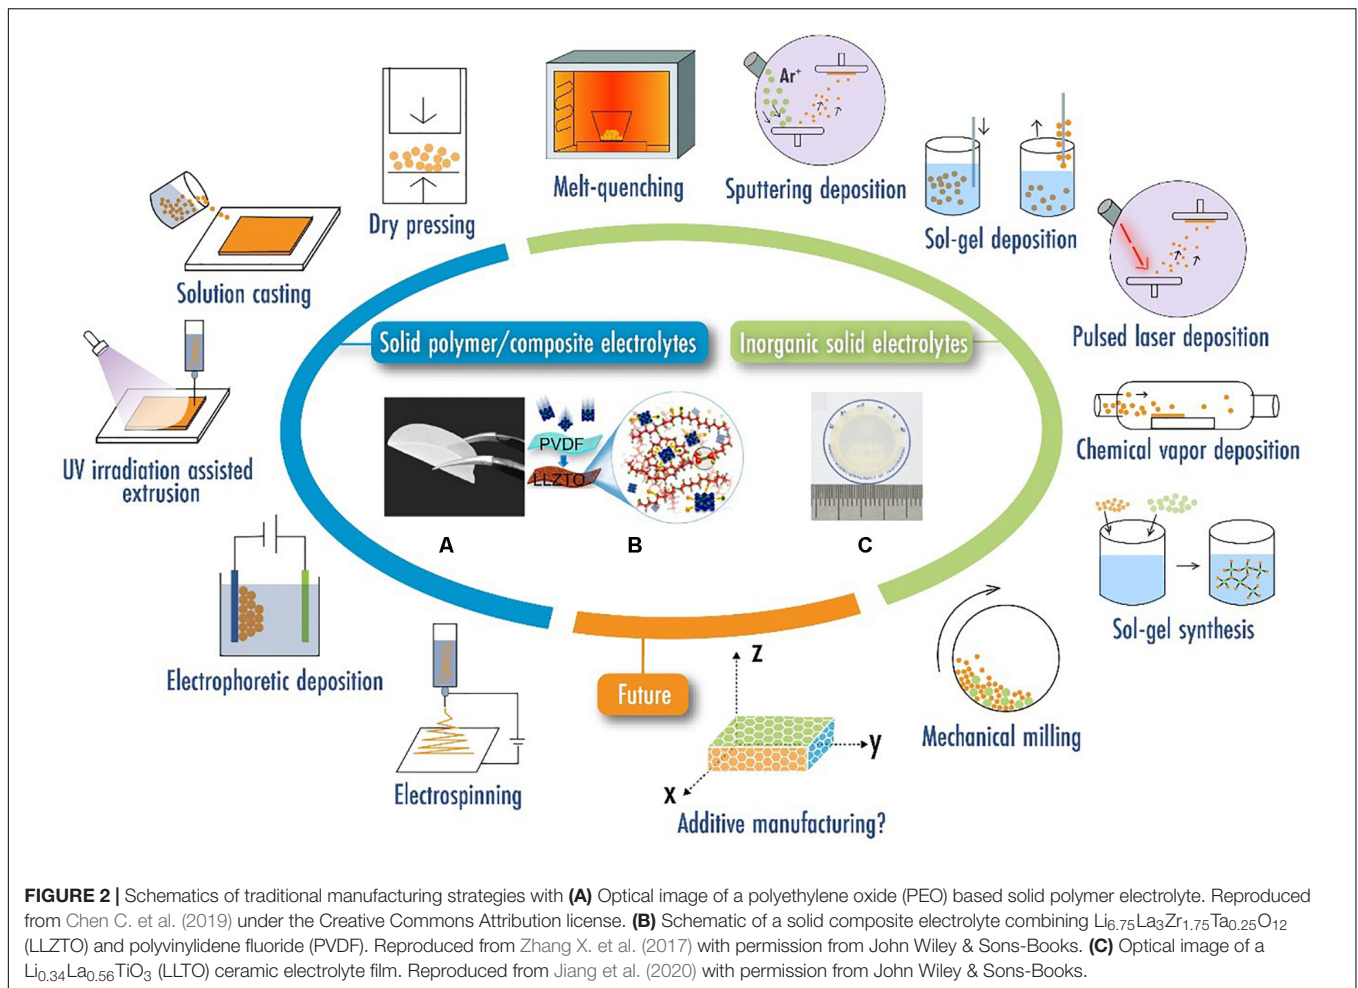 Melt-quenching
Ar⁺
Sputtering deposition
Dry pressing
Sol-gel deposition
Solution casting
Pulsed laser deposition
Solid polymer/composite electrolytes
Inorganic solid electrolytes
UV irradiation assisted
extrusion
PVDF
LLZTO
A
B
C
Chemical vapor deposition
Sol-gel synthesis
Electrophoretic deposition
Electrospinning
Future
Z
y
X
Additive manufacturing?
Mechanical milling
FIGURE 2 | Schematics of traditional manufacturing strategies with (A) Optical image of a polyethylene oxide (PEO) based solid polymer electrolyte. Reproduced
from Chen C. et al. (2019) under the Creative Commons Attribution license. (B) Schematic of a solid composite electrolyte combining Li₆.₇₅La₃Zr₁.₇₅Ta₀.₂₅O₁₂
(LLZTO) and polyvinylidene fluoride (PVDF). Reproduced from Zhang X. et al. (2017) with permission from John Wiley & Sons-Books. (C) Optical image of a
Li₀.₃₄La₀.₅₆TiO₃ (LLTO) ceramic electrolyte film. Reproduced from Jiang et al. (2020) with permission from John Wiley & Sons-Books.